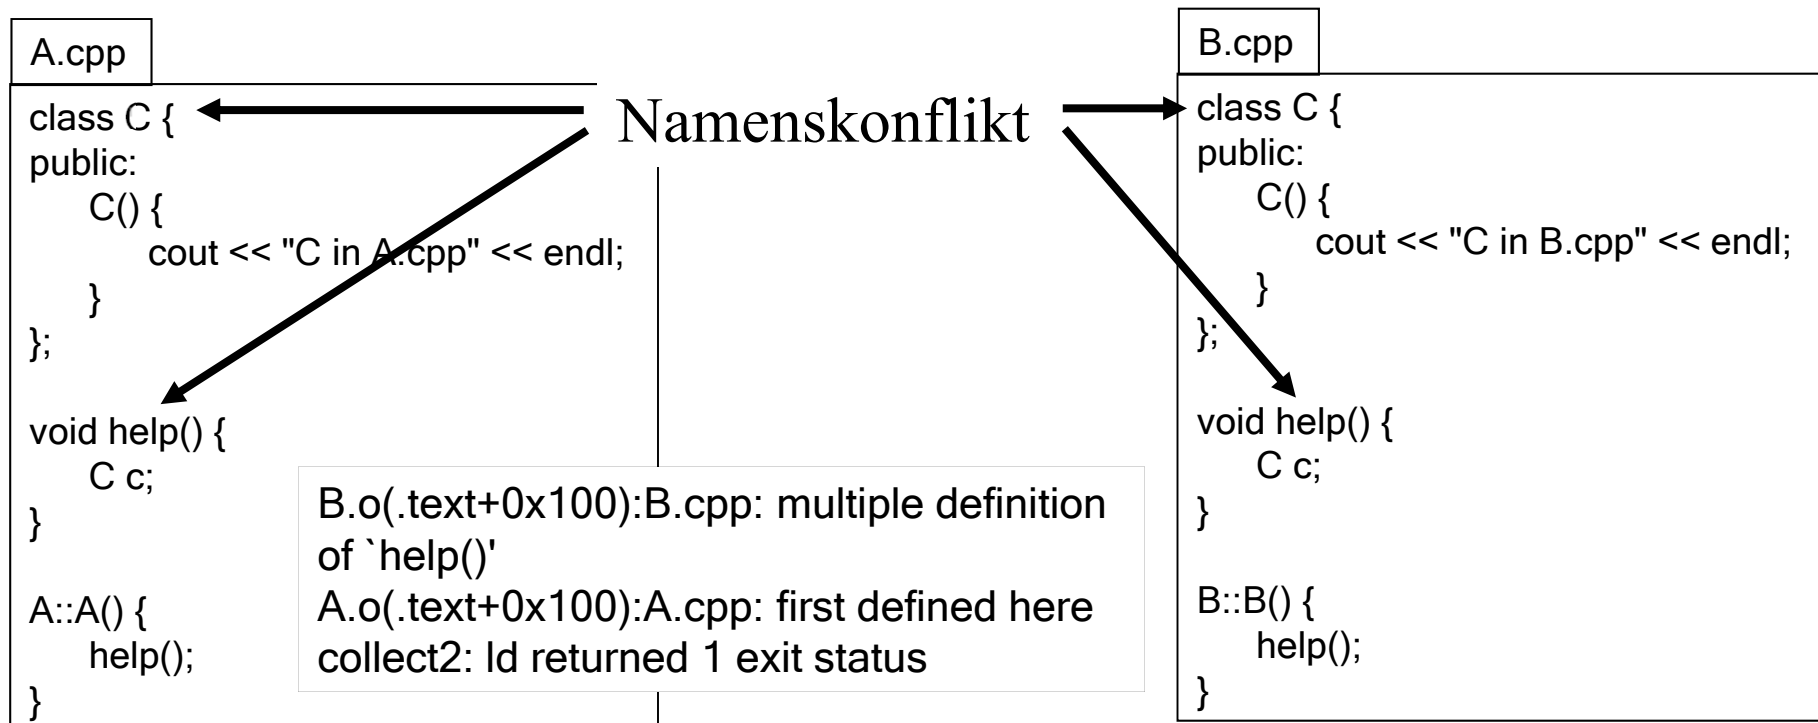 A.cpp
class C {
public:
C() {
cout << "C in A.cpp" << endl;
}
};
void help() {
C c;
}
A::A() {
help();
}
Namenskonflikt
B.o(.text+0x100):B.cpp: multiple definition
of `help()'
A.o(.text+0x100):A.cpp: first defined here
collect2: ld returned 1 exit status
B.cpp
class C {
public:
C() {
cout << "C in B.cpp" << endl;
}
};
void help() {
C c;
}
B::B() {
help();
}